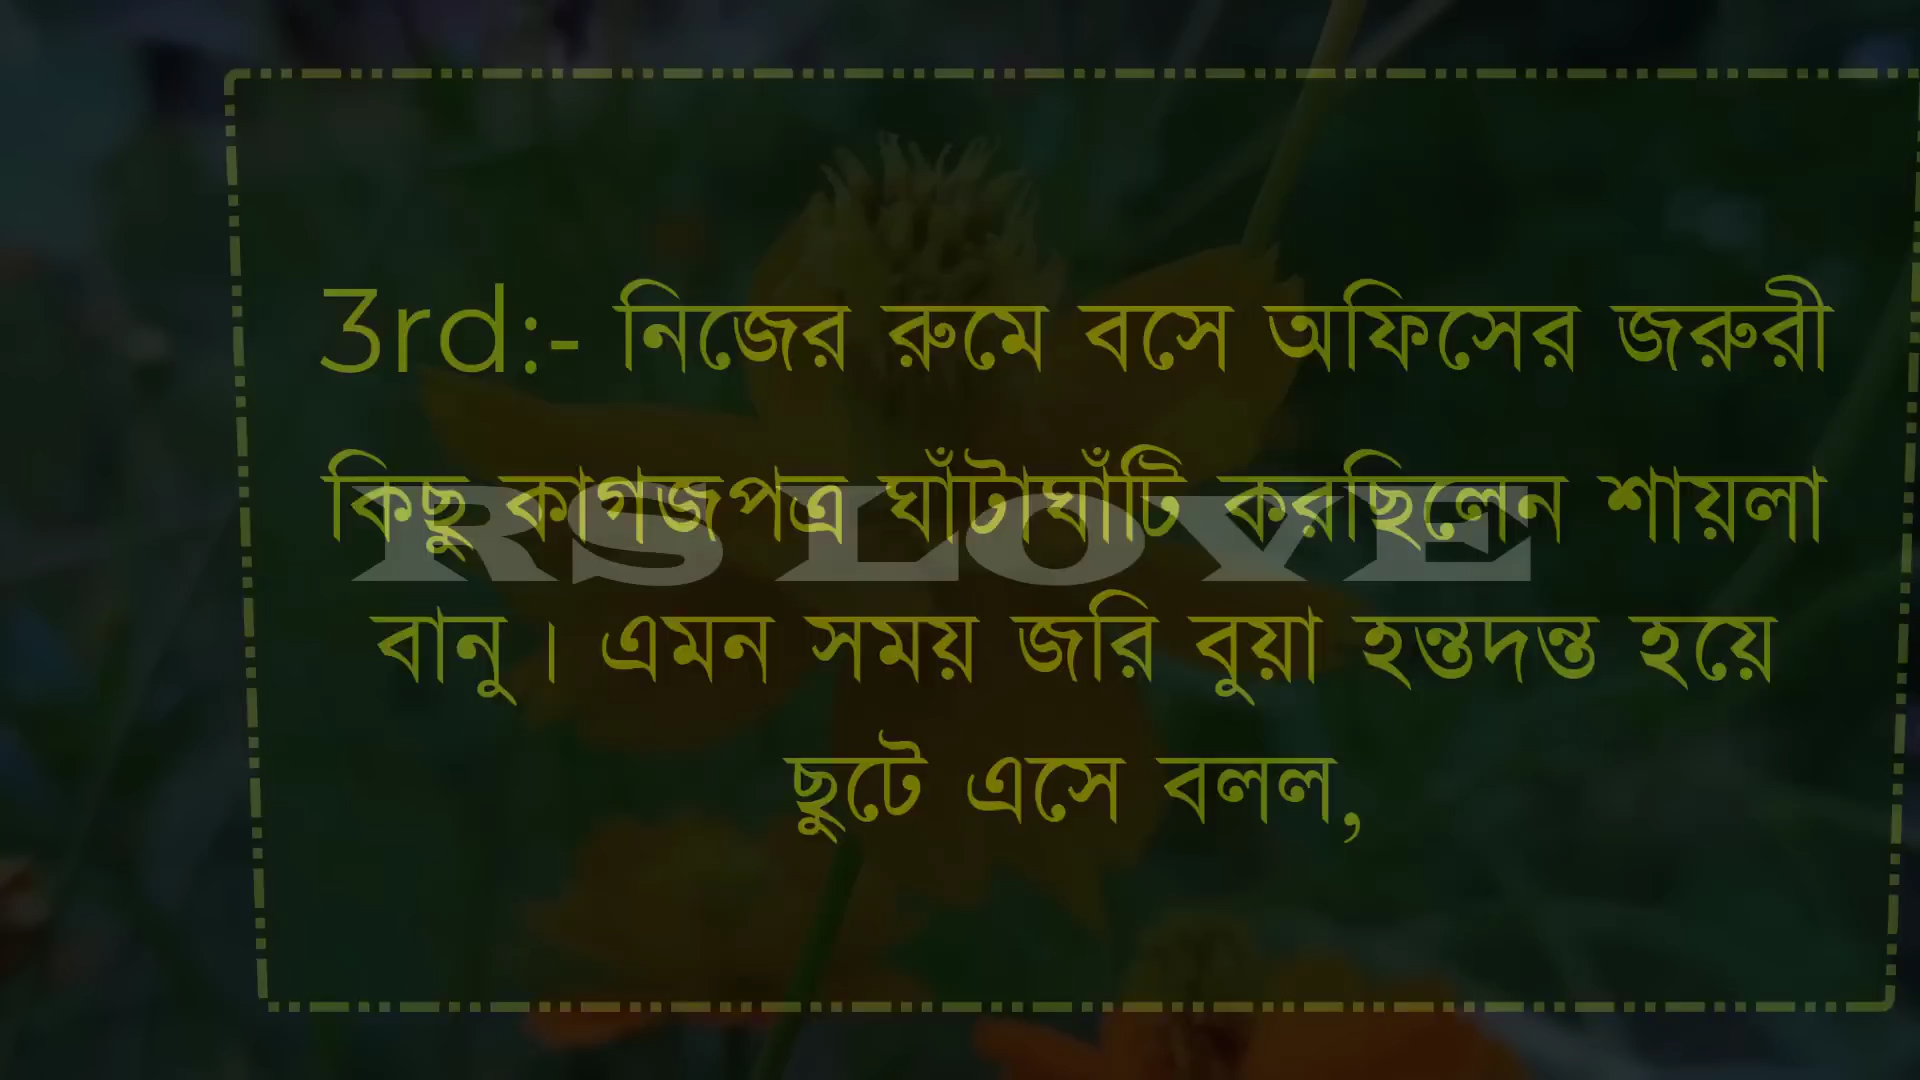 3rd:- নিজের রুমে বসে অফিসের জরুরী
কিছু কাগজপত্র ঘাঁটাঘাঁটি করছিলেন শায়লা
RS LOVE
বানু। এমন সময় জরি বুয়া হন্তদন্ত হয়ে
ছুটে এসে বলল,